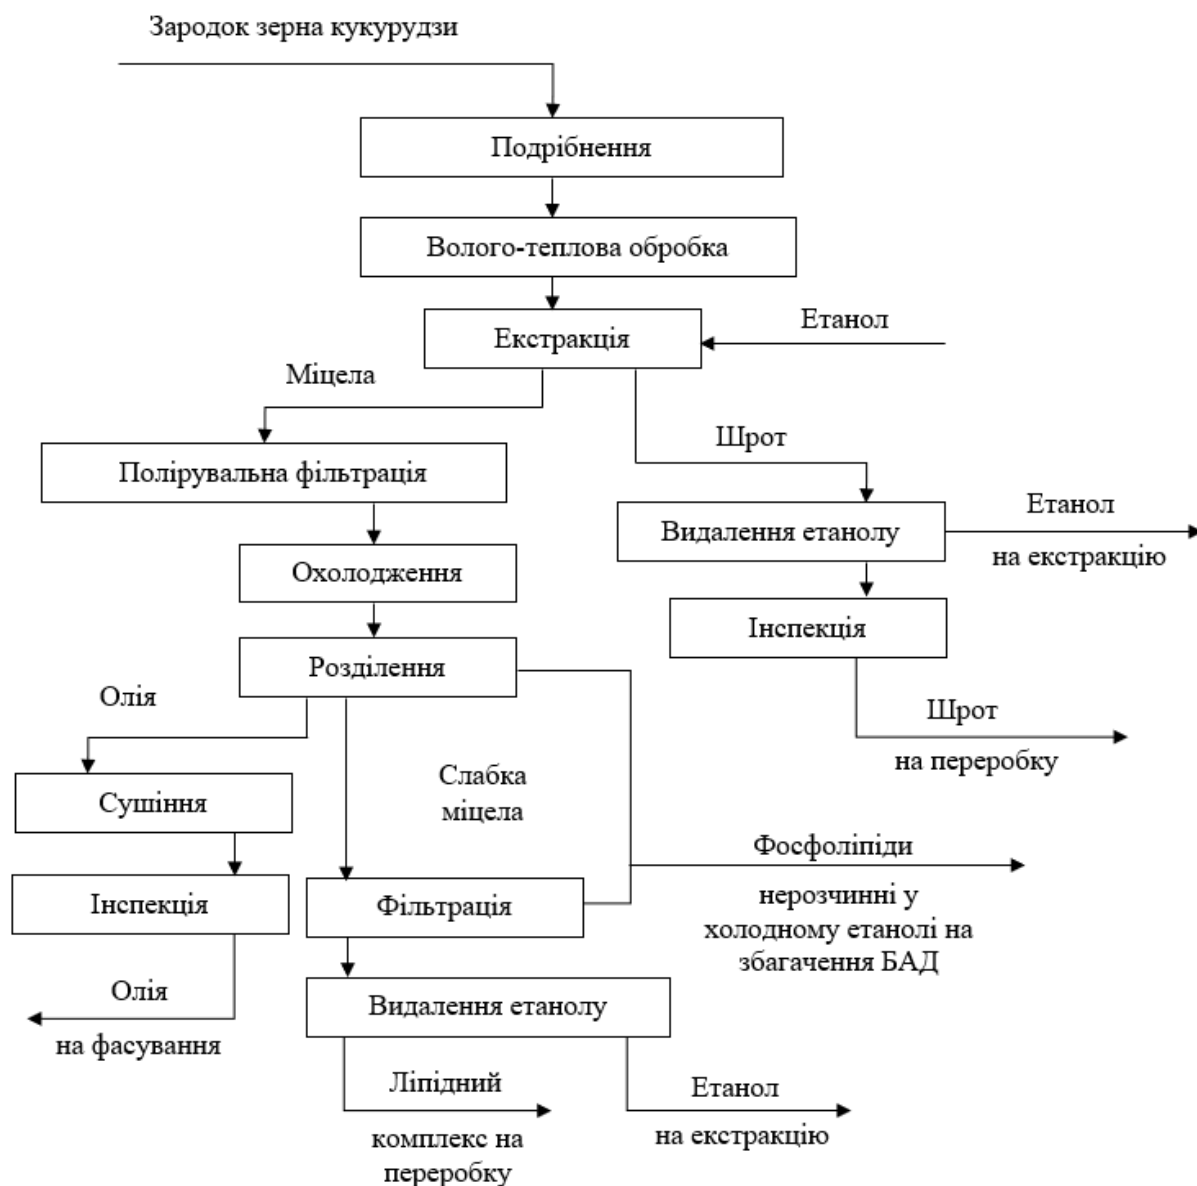 Зародок зерна кукурудзи
Подрібнення
Волого-теплова обробка
Екстракція
Етанол
Міцела
Шрот
Полірувальна фільтрація
Видалення етанолу
Етанол
на екстракцію
Охолодження
Інспекція
Розділення
Олія
Шрот
на переробку
Сушіння
Слабка
міцела
Інспекція
Фільтрація
Фосфоліпіди
нерозчинні у
холодному етанолі на
збагачення БАД
Олія
на фасування
Видалення етанолу
Ліпідний
комплекс на
переробку
Етанол
на екстракцію